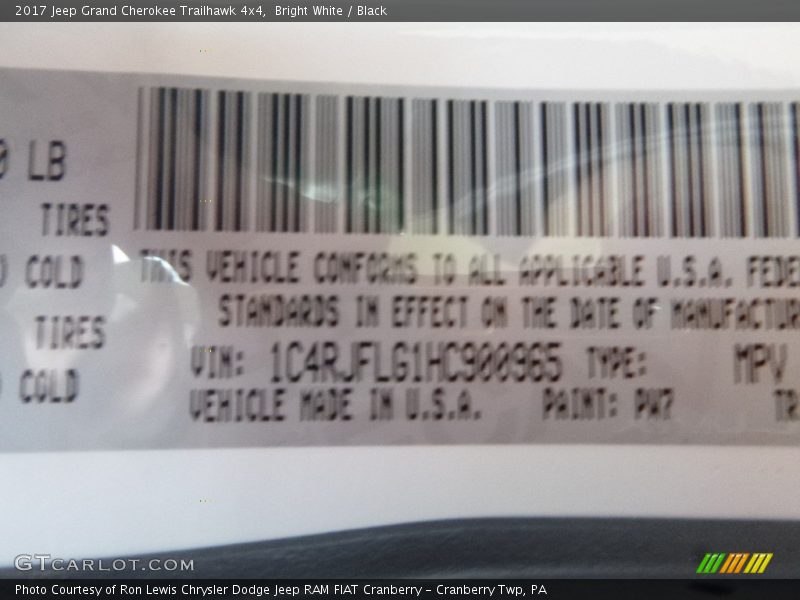 2017 Jeep Grand Cherokee Trailhawk 4x4, Bright White / Black
0 LB
TIRES
COLD
THIS VEHICLE CONFORMS TO ALL APPLICABLE U.S.A. FEDE
STANDARDS IN EFFECT ON THE DATE OF MANUFACTUR
TIRES
VIN: 1C4RJFLG1HC900965 TYPE: MPV
COLD
VEHICLE MADE IN U.S.A. PAINT: PW7 TR
GTCARLOT.COM
Photo Courtesy of Ron Lewis Chrysler Dodge Jeep RAM FIAT Cranberry – Cranberry Twp, PA